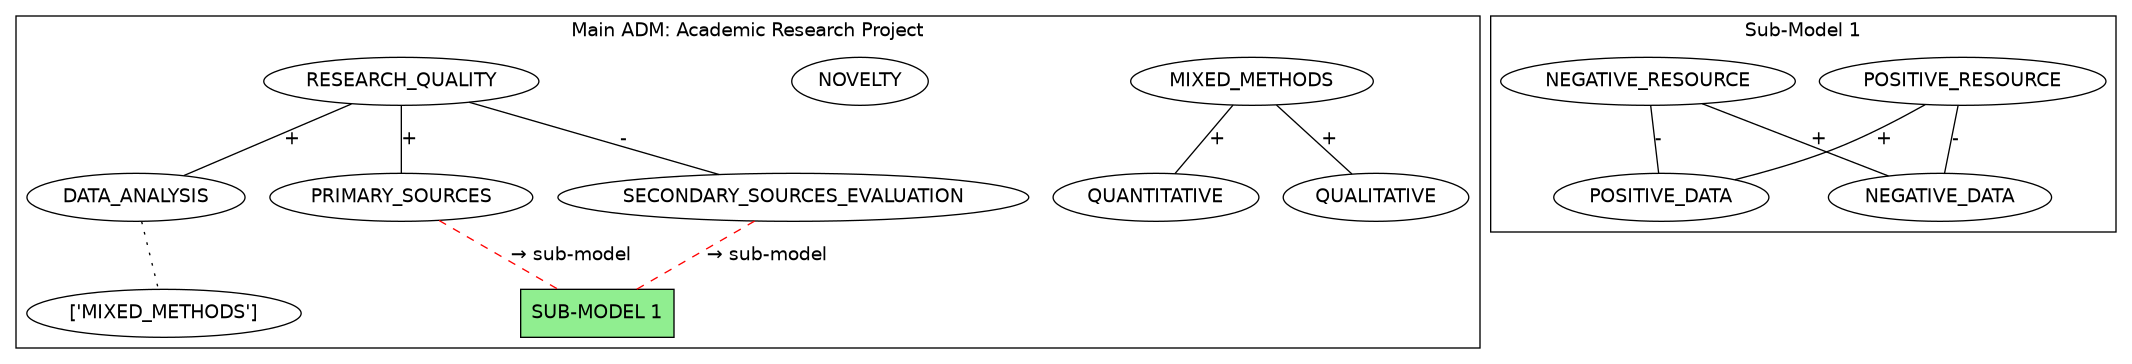 Main ADM: Academic Research Project
RESEARCH_QUALITY
NOVELTY
MIXED_METHODS
+
+
-
+
+
DATA_ANALYSIS
PRIMARY_SOURCES
SECONDARY_SOURCES_EVALUATION
QUANTITATIVE
QUALITATIVE
→ sub-model
→ sub-model
['MIXED_METHODS']
SUB-MODEL 1
Sub-Model 1
NEGATIVE_RESOURCE
POSITIVE_RESOURCE
-
+
+
-
POSITIVE_DATA
NEGATIVE_DATA